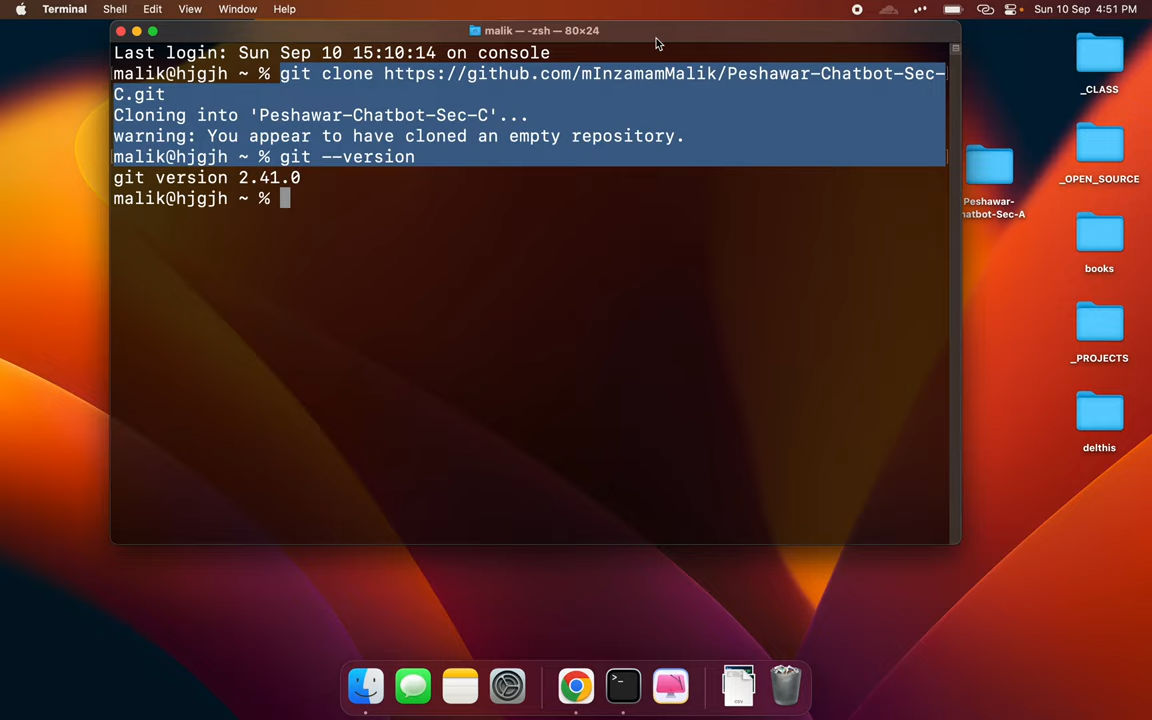 Terminal Shell Edit View Window Help Sun 10 Sep 4:51 PM
malik — -zsh — 80×24
Last login: Sun Sep 10 15:10:14 on console
malik@hjgjh ~ % git clone https://github.com/mInzamamMalik/Peshawar-Chatbot-Sec-
C.git
Cloning into 'Peshawar-Chatbot-Sec-C'...
warning: You appear to have cloned an empty repository.
malik@hjgjh ~ % git --version
git version 2.41.0
malik@hjgjh ~ %
_CLASS
_OPEN_SOURCE
Peshawar-
hatbot-Sec-A
books
_PROJECTS
delthis
>_
CSV